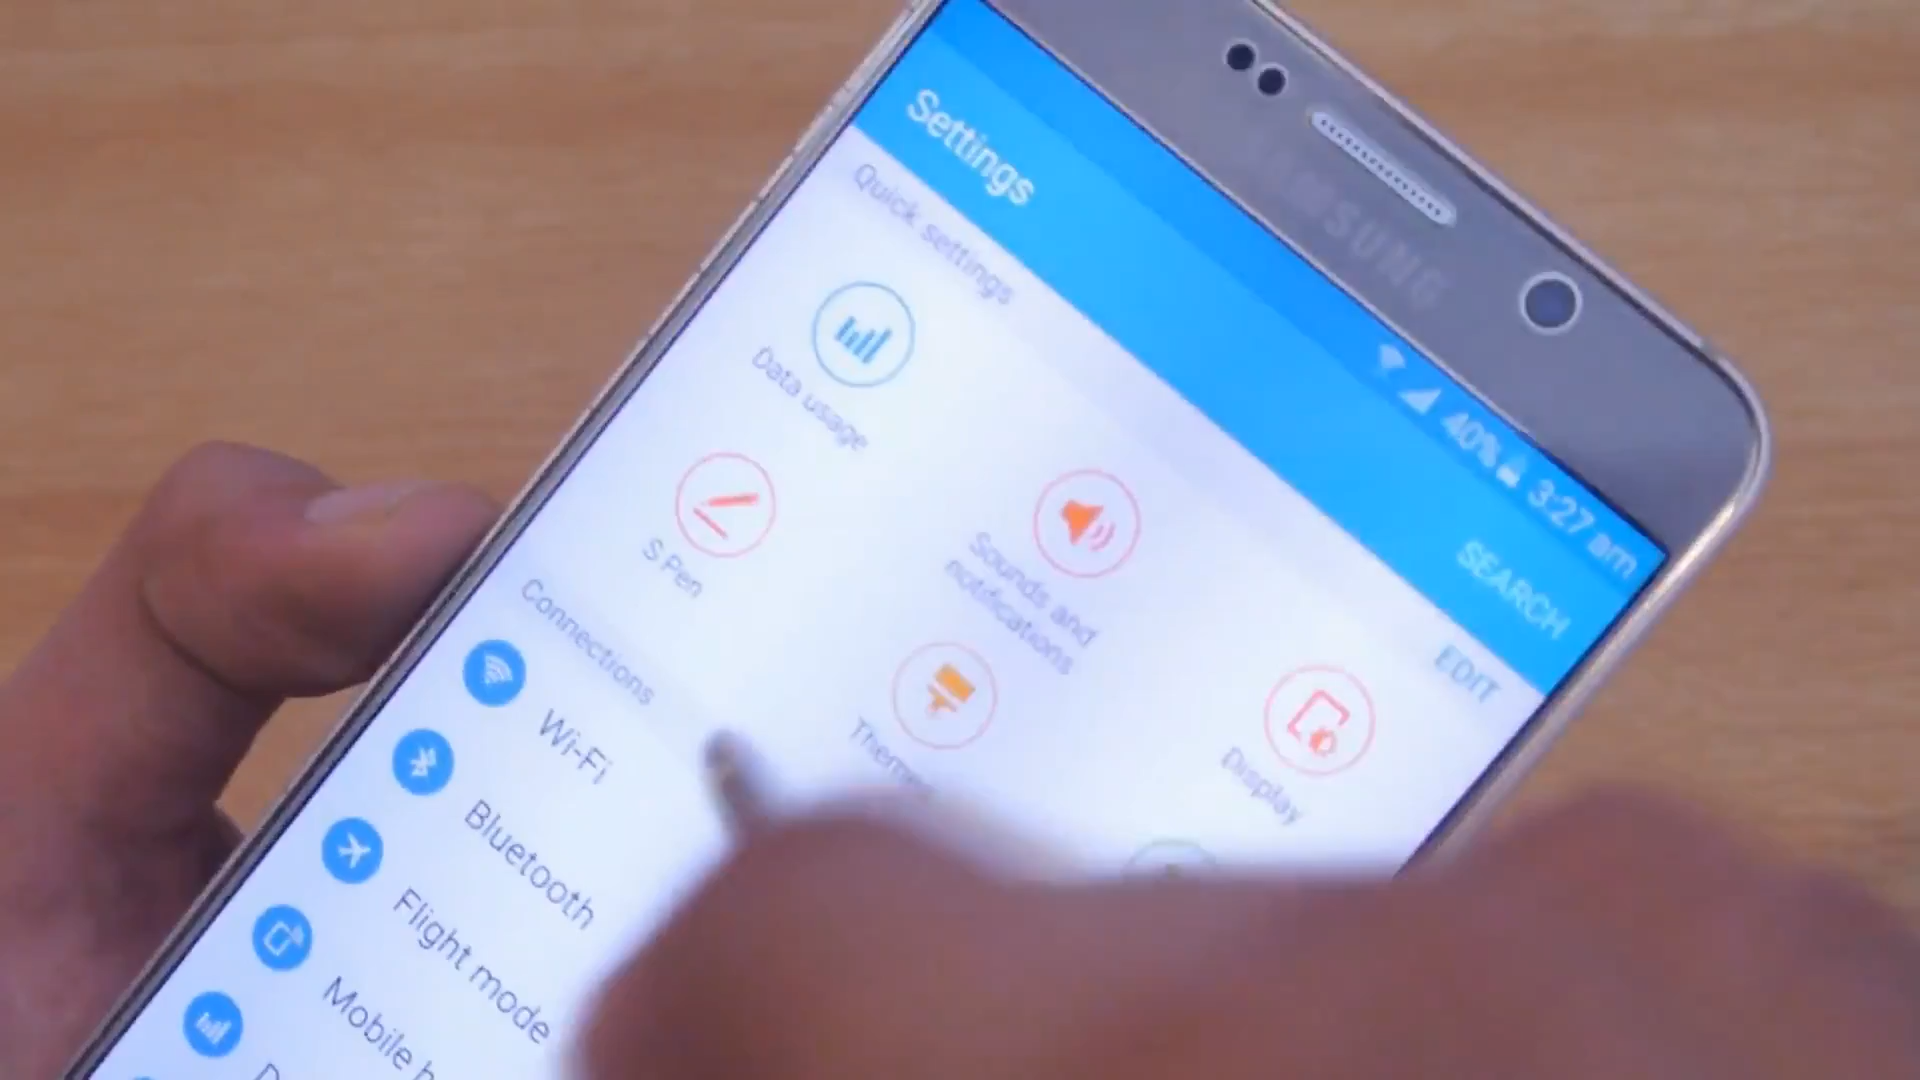 SAMSUNG
40% 3:27 am
Settings
SEARCH
Quick settings
EDIT
Data usage
Sounds and
notifications
Display
S Pen
Connections
Wi-Fi
Bluetooth
Flight mode
Mobile